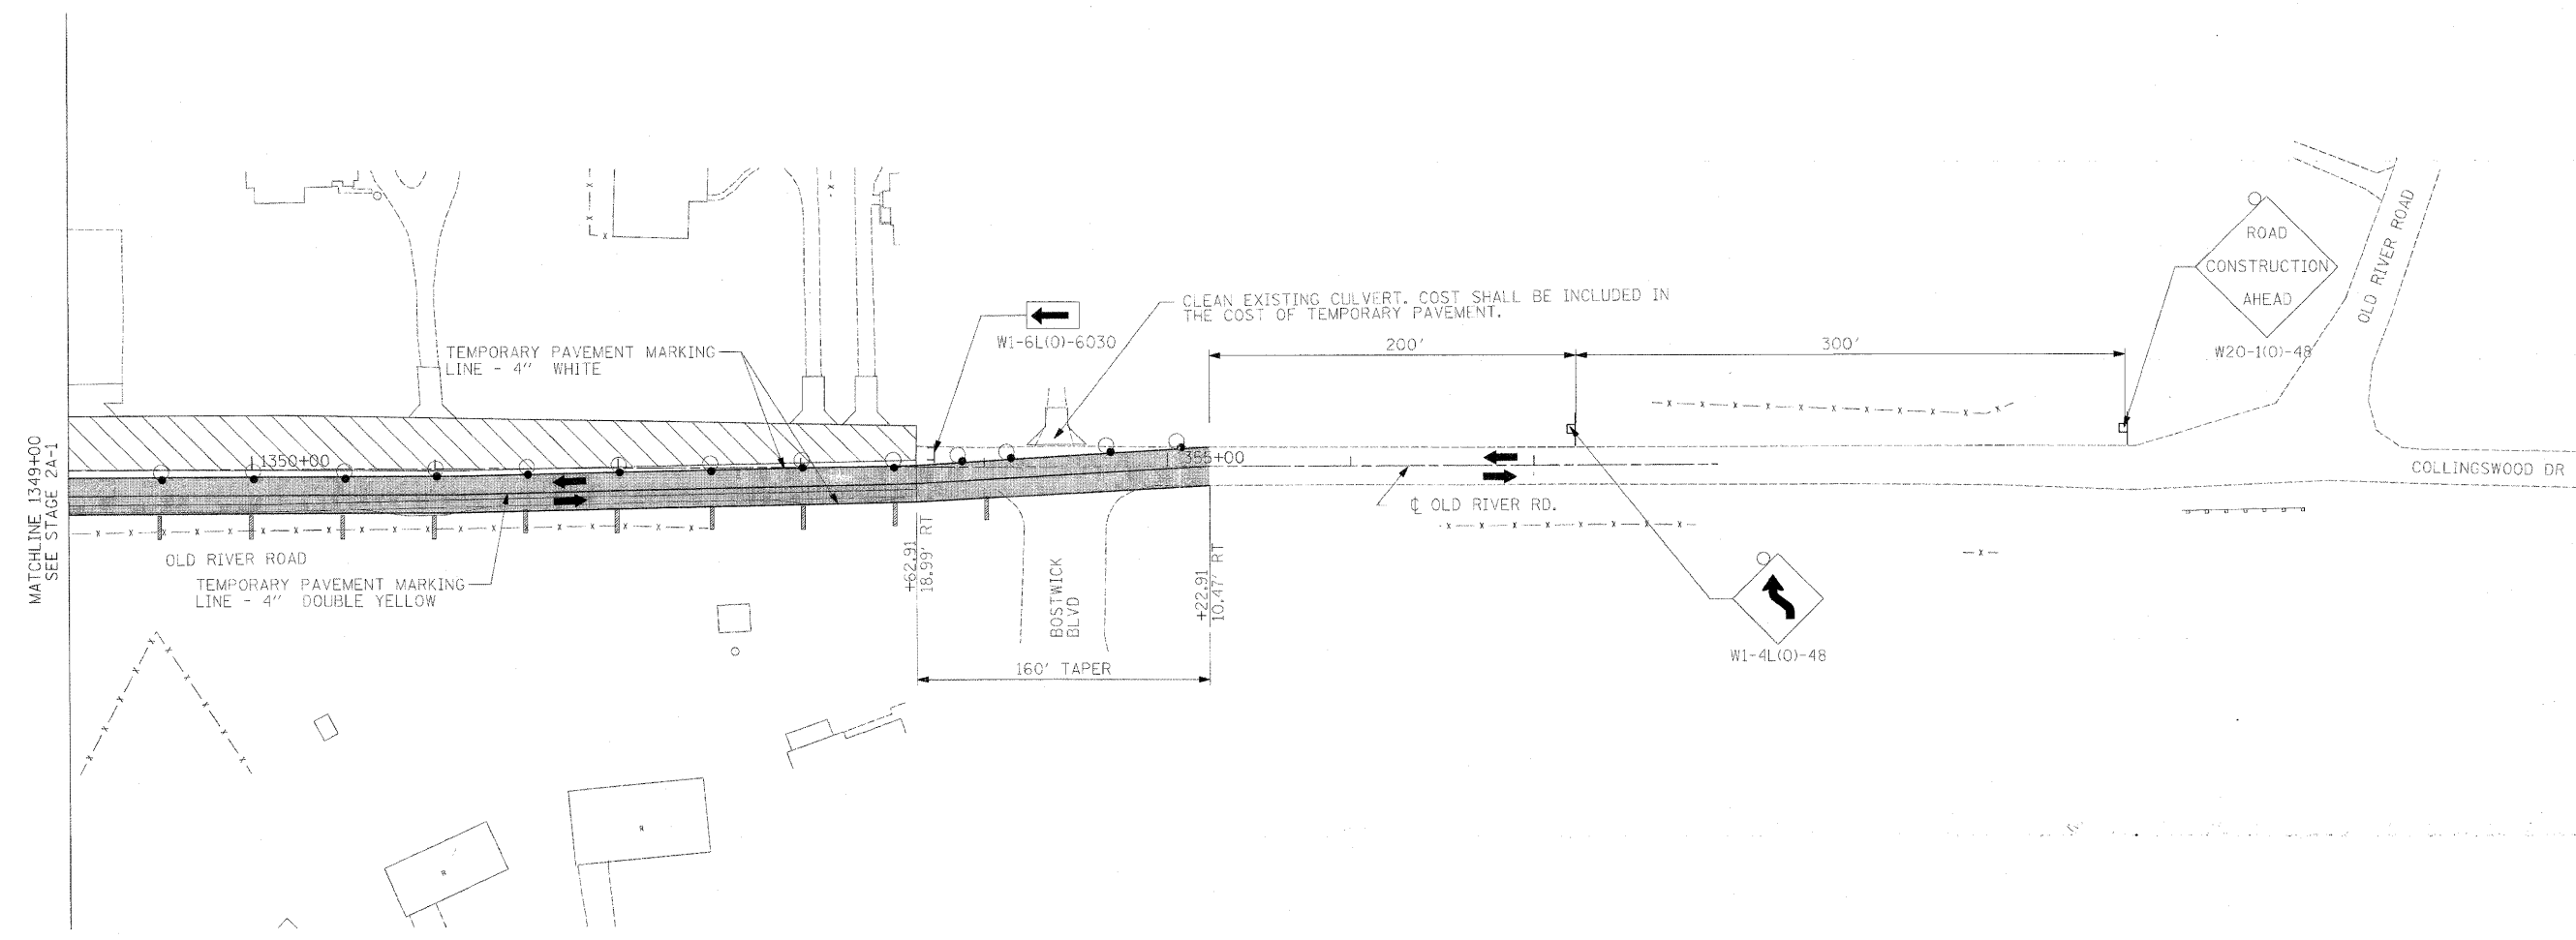 ROAD
CONSTRUCTION
AHEAD
W20-1(O)-48
OLD RIVER ROAD
CLEAN EXISTING CULVERT. COST SHALL BE INCLUDED IN
THE COST OF TEMPORARY PAVEMENT.
W1-6L(O)-6030
200'
300'
TEMPORARY PAVEMENT MARKING
LINE - 4" WHITE
MATCHLINE 1349+00
SEE STAGE 2A-1
1350+00
355+00
COLLINGSWOOD DR
℄ OLD RIVER RD.
OLD RIVER ROAD
TEMPORARY PAVEMENT MARKING
LINE - 4" DOUBLE YELLOW
+62.91
18.99' RT
BOSTWICK
BLVD
+22.91
10.47' RT
160' TAPER
W1-4L(O)-48
R
R